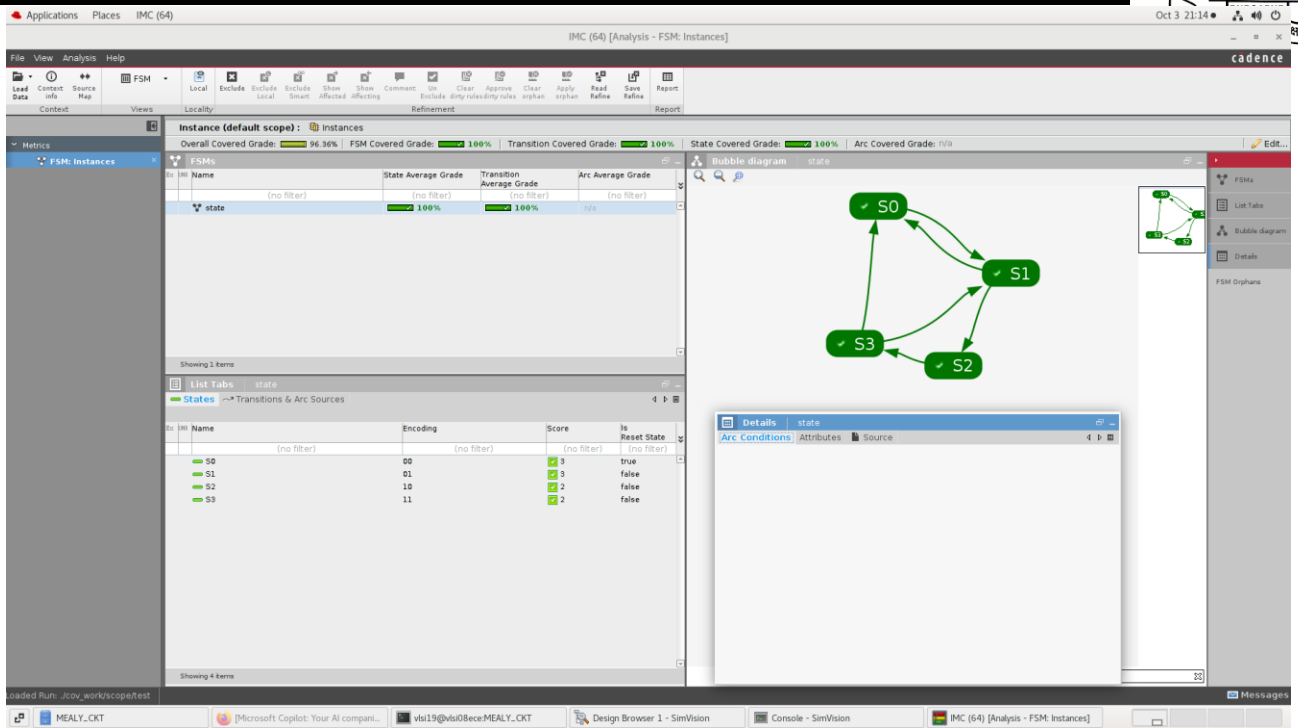 Applications Places IMC (64)
Oct 3 21:14
IMC (64) [Analysis - FSM: Instances]
File View Analysis Help
cādence
Load Data
Context info
Source Map
FSM
Local
Exclude
Exclude Local
Exclude Smart
Show Affected
Show Affecting
Comment
Un Exclude
Clear dirty rules
Approve dirty rules
Clear orphan
Apply orphan
Read Refine
Save Refine
Report
Context Views Locality Refinement Report
Instance (default scope) : Instances
Overall Covered Grade: 96.36% FSM Covered Grade: 100% Transition Covered Grade: 100% State Covered Grade: 100% Arc Covered Grade: n/a Edit...
Metrics
FSM: Instances
FSMs
Ex UNR Name State Average Grade Transition Average Grade Arc Average Grade
(no filter) (no filter) (no filter) (no filter)
state 100% 100% n/a
Showing 1 items
List Tabs state
States Transitions & Arc Sources
Ex UNR Name Encoding Score Is Reset State
(no filter) (no filter) (no filter) (no filter)
S0 00 3 true
S1 01 3 false
S2 10 2 false
S3 11 2 false
Showing 4 items
Bubble diagram state
S0
S1
S3
S2
S0
S3
S2
Details state
Arc Conditions Attributes Source
FSMs
List Tabs
Bubble diagram
Details
FSM Orphans
Loaded Run: ./cov_work/scope/test
Messages
MEALY_CKT
[Microsoft Copilot: Your AI compani...
vlsi19@vlsi08ece:MEALY_CKT
Design Browser 1 - SimVision
Console - SimVision
IMC (64) [Analysis - FSM: Instances]